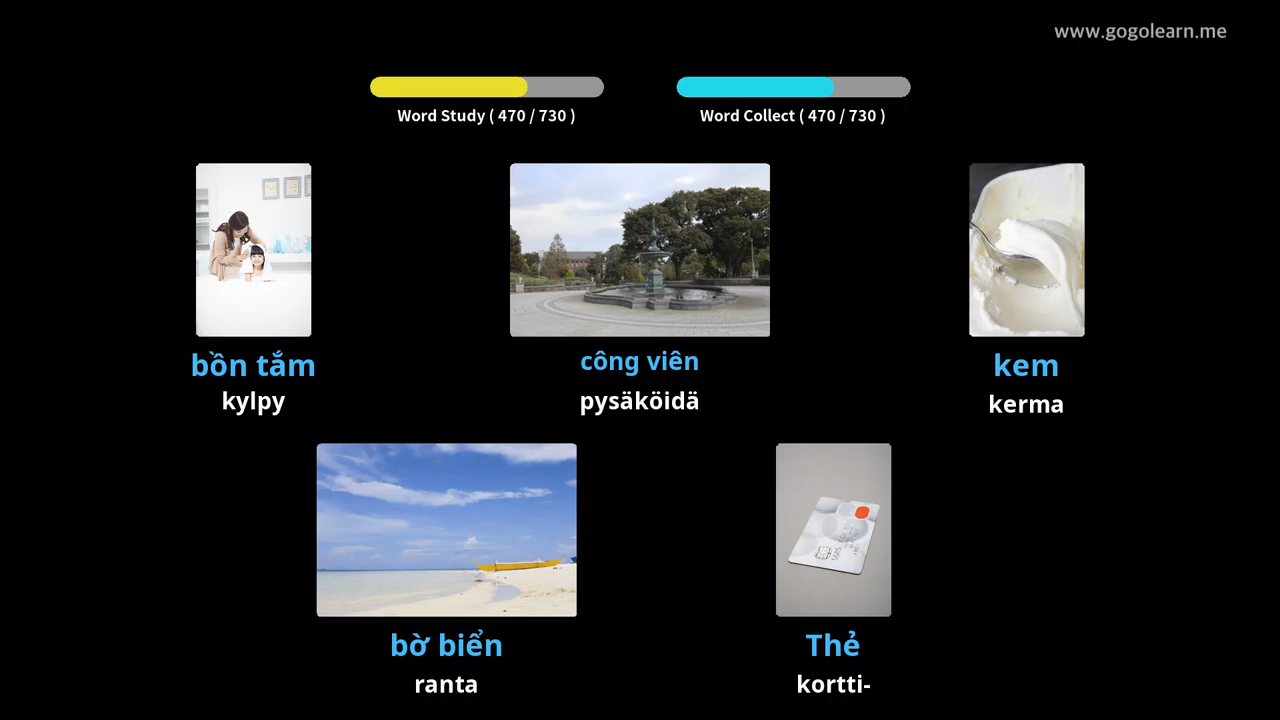 www.gogolearn.me
Word Study ( 470 / 730 )
Word Collect ( 470 / 730 )
bồn tắm
kylpy
công viên
pysäköidä
kem
kerma
bờ biển
ranta
Thẻ
kortti-